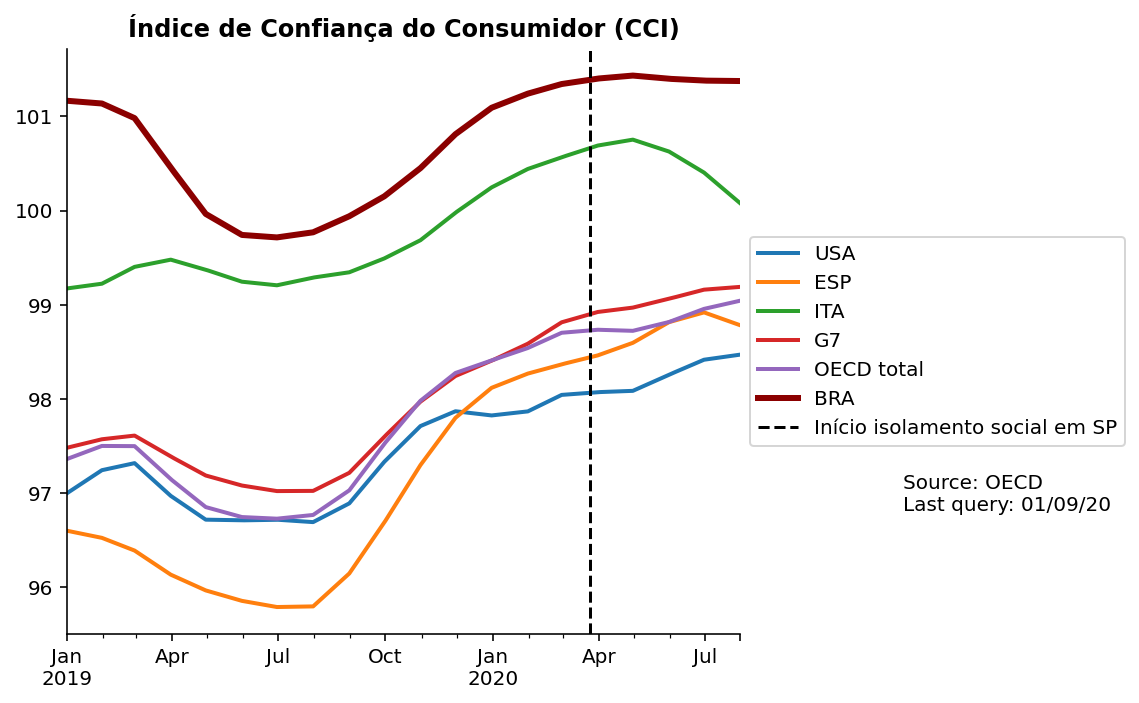 Índice de Confiança do Consumidor (CCI)
101
100
99
98
97
96
Jan Apr Jul Oct Jan Apr Jul
2019 2020
USA
ESP
ITA
G7
OECD total
BRA
Início isolamento social em SP
Source: OECD
Last query: 01/09/20